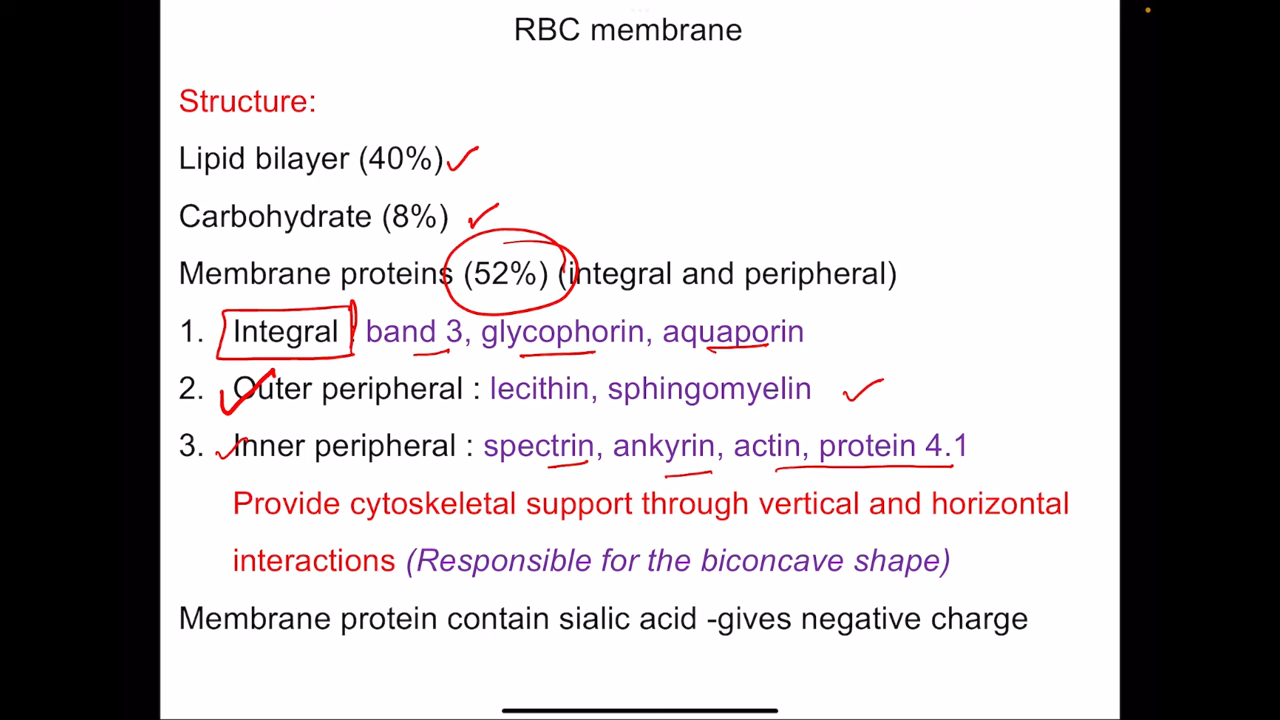 RBC membrane
Structure:
Lipid bilayer (40%)
Carbohydrate (8%)
Membrane proteins (52%) (integral and peripheral)
1. Integral : band 3, glycophorin, aquaporin
2. Outer peripheral : lecithin, sphingomyelin
3. Inner peripheral : spectrin, ankyrin, actin, protein 4.1
Provide cytoskeletal support through vertical and horizontal
interactions (Responsible for the biconcave shape)
Membrane protein contain sialic acid -gives negative charge